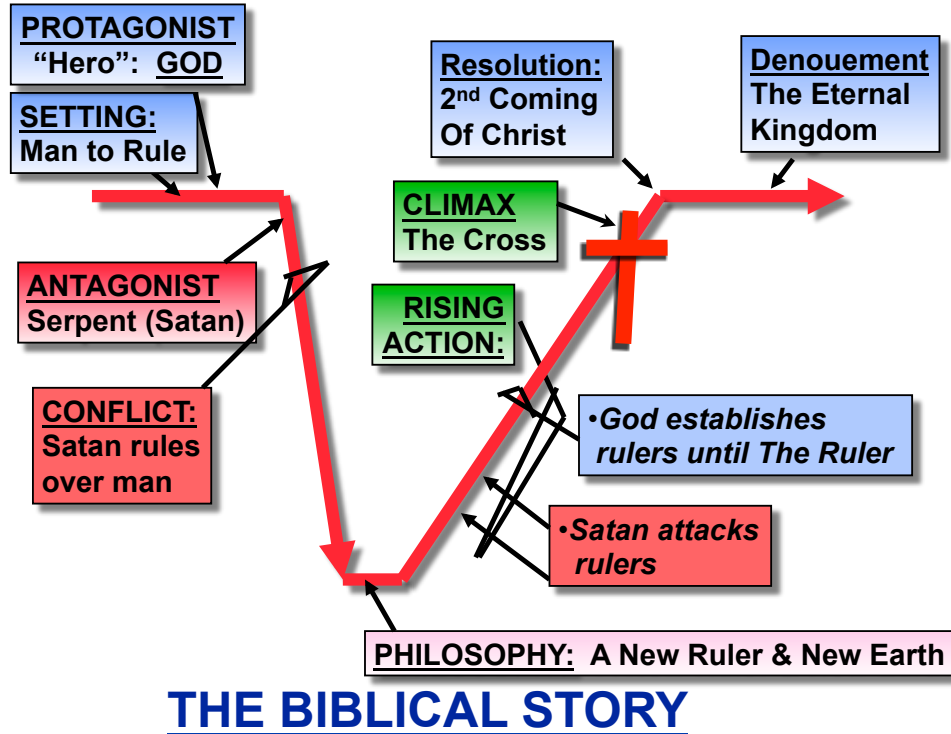 PROTAGONIST
“Hero”: GOD
SETTING:
Man to Rule
ANTAGONIST
Serpent (Satan)
CONFLICT:
Satan rules
over man
PHILOSOPHY: A New Ruler & New Earth
RISING
ACTION:
•God establishes
rulers until The Ruler
•Satan attacks
rulers
CLIMAX
The Cross
Resolution:
2nd Coming
Of Christ
Denouement
The Eternal
Kingdom
THE BIBLICAL STORY